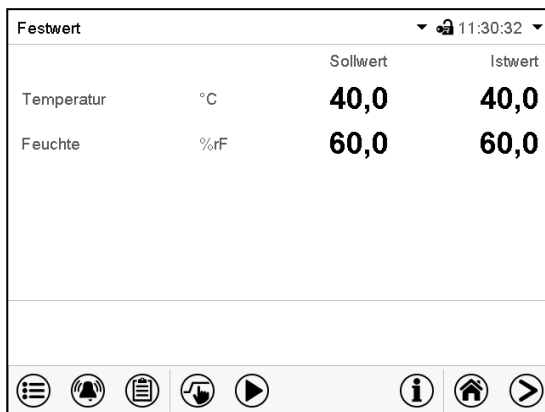 Festwert 11:30:32
Sollwert Istwert
Temperatur °C 40,0 40,0
Feuchte %rF 60,0 60,0